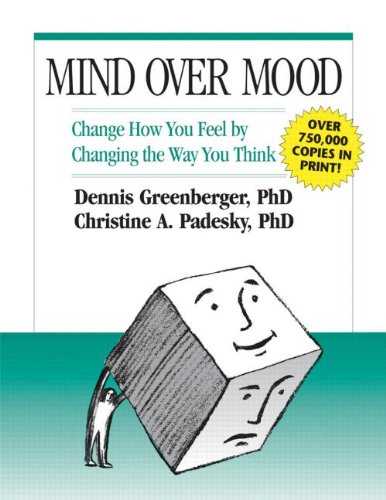 MIND OVER MOOD
Change How You Feel by
Changing the Way You Think
OVER
750,000
COPIES IN
PRINT!
Dennis Greenberger, PhD
Christine A. Padesky, PhD